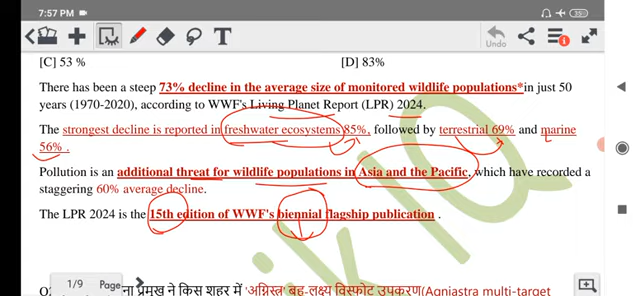 7:57 PM
35
Undo
[C] 53 % [D] 83%
There has been a steep 73% decline in the average size of monitored wildlife populations* in just 50
years (1970-2020), according to WWF's Living Planet Report (LPR) 2024.
The strongest decline is reported in freshwater ecosystems 85%, followed by terrestrial 69% and marine
56% .
Pollution is an additional threat for wildlife populations in Asia and the Pacific, which have recorded a
staggering 60% average decline.
The LPR 2024 is the 15th edition of WWF's biennial flagship publication .
1/9 Page
ना प्रमुख ने किस शहर में 'अग्निस्त्र' बहु-लक्ष्य विस्फोट उपकरण(Agniastra multi-target